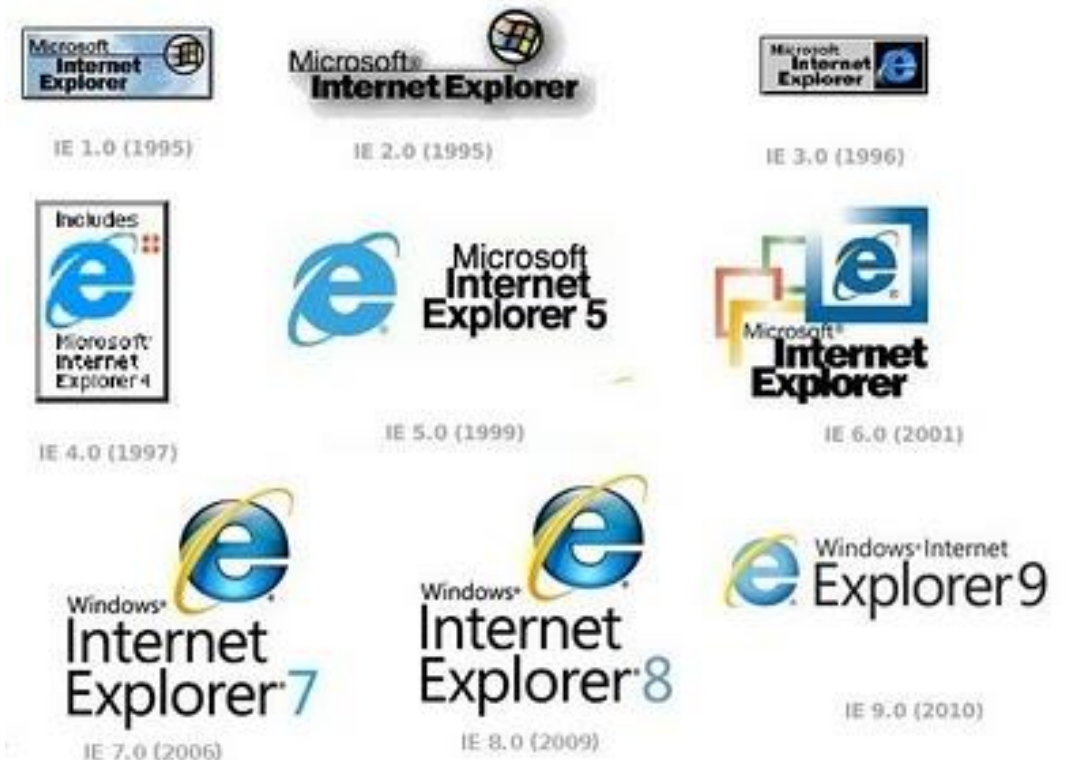 Microsoft
Internet
Explorer
IE 1.0 (1995)
Microsoft®
Internet Explorer
IE 2.0 (1995)
Microsoft
Internet
Explorer
IE 3.0 (1996)
Includes
Microsoft
Internet
Explorer 4
IE 4.0 (1997)
Microsoft
Internet
Explorer 5
IE 5.0 (1999)
Microsoft®
Internet
Explorer
IE 6.0 (2001)
Windows®
Internet
Explorer®7
IE 7.0 (2006)
Windows®
Internet
Explorer®8
IE 8.0 (2009)
Windows® Internet
Explorer 9
IE 9.0 (2010)